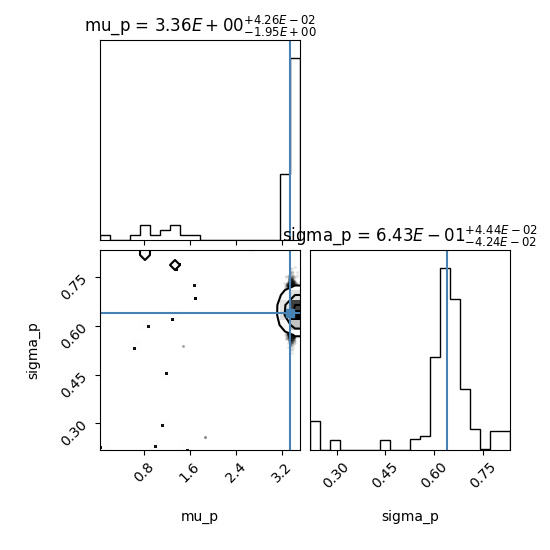 mu_p = 3.36E+00+4.26E−02−1.95E+00
sigma_p = 6.43E−01+4.44E−02−4.24E−02
sigma_p
0.75
0.60
0.45
0.30
0.8 1.6 2.4 3.2
0.30 0.45 0.60 0.75
mu_p
sigma_p